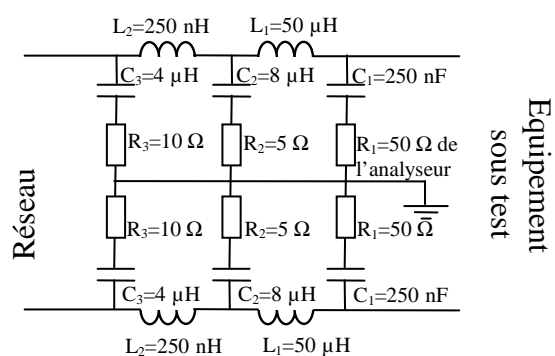 L₂=250 nH
L₁=50 µH
C₃=4 µH
C₂=8 µH
C₁=250 nF
R₃=10 Ω
R₂=5 Ω
R₁=50 Ω de
l'analyseur
Réseau
Equipement
sous test
R₃=10 Ω
R₂=5 Ω
R₁=50 Ω
C₃=4 µH
C₂=8 µH
C₁=250 nF
L₂=250 nH
L₁=50 µH